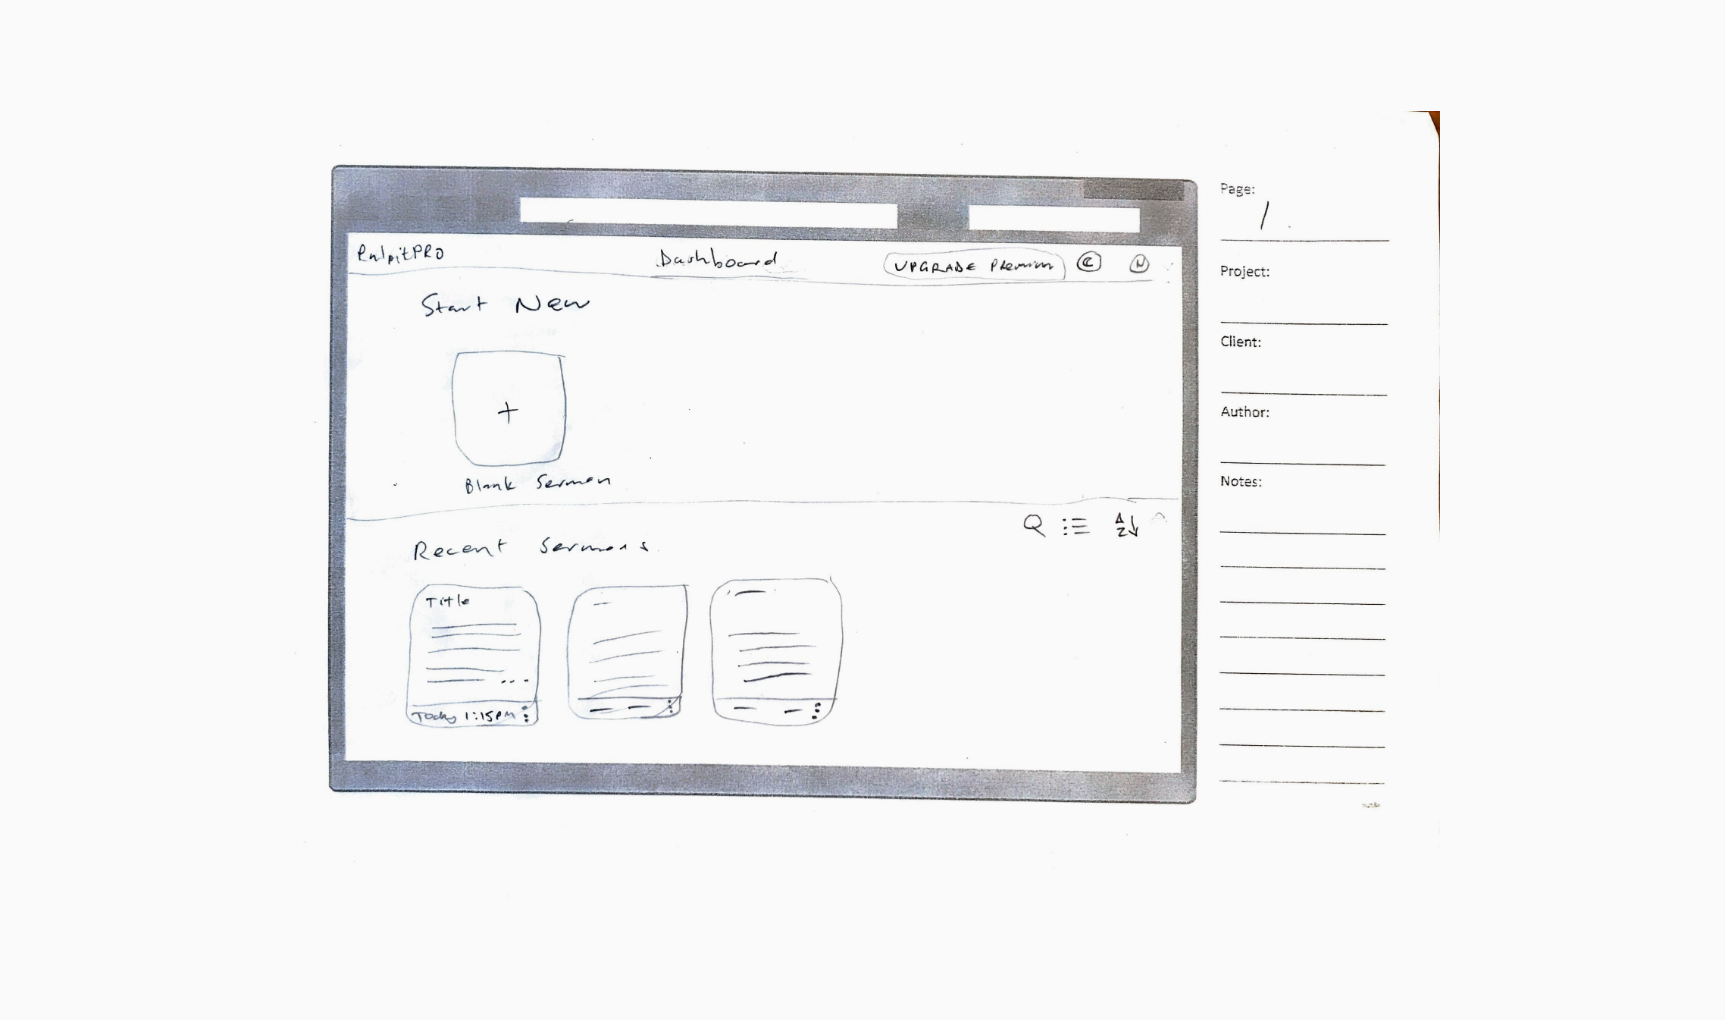 PulpitPRO
Dashboard
UPGRADE Premium
C
N
Start New
+
Blank Sermon
Recent Sermons
A
Z
Title
...
Today 1:15PM
Page:
1
Project:
Client:
Author:
Notes: